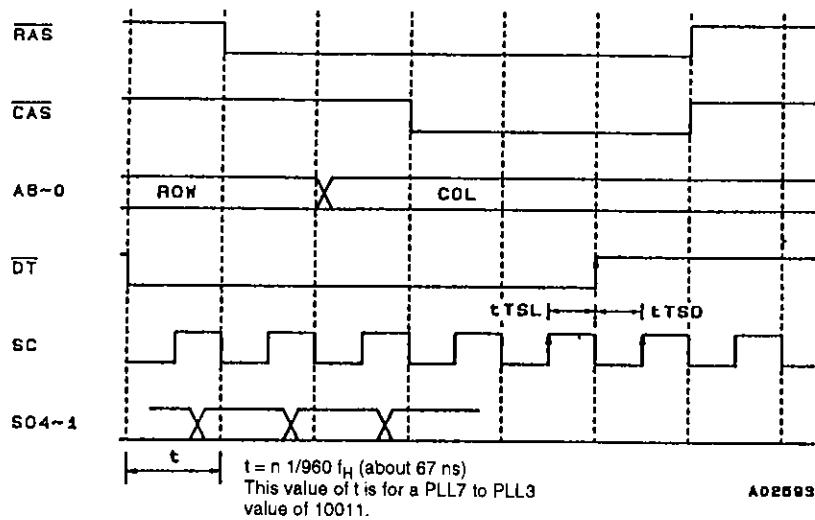 RAS
CAS
A8~0 ROW COL
DT
tTSL tTSD
SC
SO4~1
t
t = n 1/960 fH (about 67 ns)
This value of t is for a PLL7 to PLL3
value of 10011.
A02593